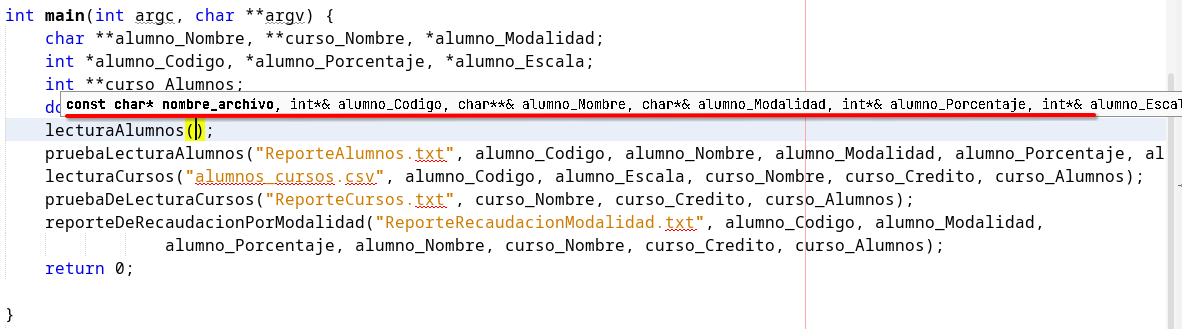 int main(int argc, char **argv) {
    char **alumno_Nombre, **curso_Nombre, *alumno_Modalidad;
    int *alumno_Codigo, *alumno_Porcentaje, *alumno_Escala;
    int **curso_Alumnos;
    do
const char* nombre_archivo, int*& alumno_Codigo, char**& alumno_Nombre, char*& alumno_Modalidad, int*& alumno_Porcentaje, int*& alumno_Escal
    lecturaAlumnos();
    pruebaLecturaAlumnos("ReporteAlumnos.txt", alumno_Codigo, alumno_Nombre, alumno_Modalidad, alumno_Porcentaje, al
    lecturaCursos("alumnos_cursos.csv", alumno_Codigo, alumno_Escala, curso_Nombre, curso_Credito, curso_Alumnos);
    pruebaDeLecturaCursos("ReporteCursos.txt", curso_Nombre, curso_Credito, curso_Alumnos);
    reporteDeRecaudacionPorModalidad("ReporteRecaudacionModalidad.txt", alumno_Codigo, alumno_Modalidad,
                alumno_Porcentaje, alumno_Nombre, curso_Nombre, curso_Credito, curso_Alumnos);
    return 0;
}